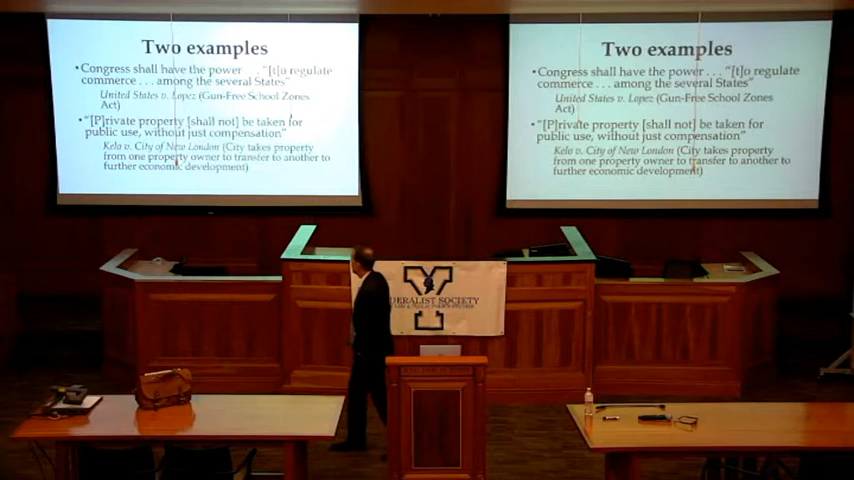 Two examples
•Congress shall have the power . . . "[t]o regulate
commerce . . . among the several States"
United States v. Lopez (Gun-Free School Zones
Act)
•"[P]rivate property [shall not] be taken for
public use, without just compensation"
Kelo v. City of New London (City takes property
from one property owner to transfer to another to
further economic development)
Two examples
•Congress shall have the power . . . "[t]o regulate
commerce . . . among the several States"
United States v. Lopez (Gun-Free School Zones
Act)
•"[P]rivate property [shall not] be taken for
public use, without just compensation"
Kelo v. City of New London (City takes property
from one property owner to transfer to another to
further economic development)
Y
DERALIST SOCIETY
LAW & PUBLIC POLICY STUDIES